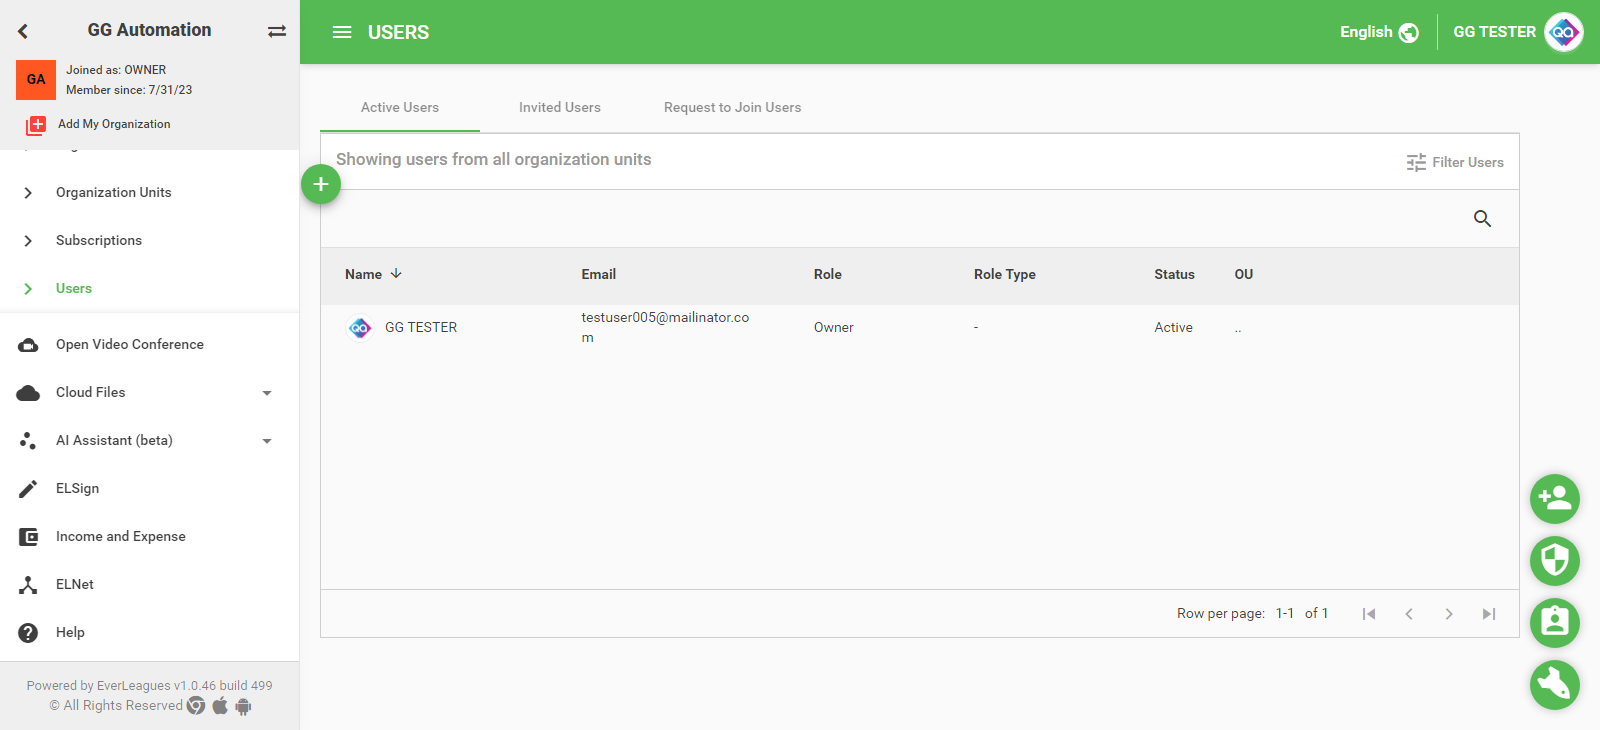 GG Automation
GA
Joined as: OWNER
Member since: 7/31/23
Add My Organization
Organization Units
Subscriptions
Users
Open Video Conference
Cloud Files
AI Assistant (beta)
ELSign
Income and Expense
ELNet
Help
Powered by EverLeagues v1.0.46 build 499
© All Rights Reserved
USERS
English
GG TESTER
QA
Active Users
Invited Users
Request to Join Users
Showing users from all organization units
Filter Users
Name
Email
Role
Role Type
Status
OU
QA
GG TESTER
testuser005@mailinator.co
m
Owner
-
Active
..
Row per page:
1-1
of 1